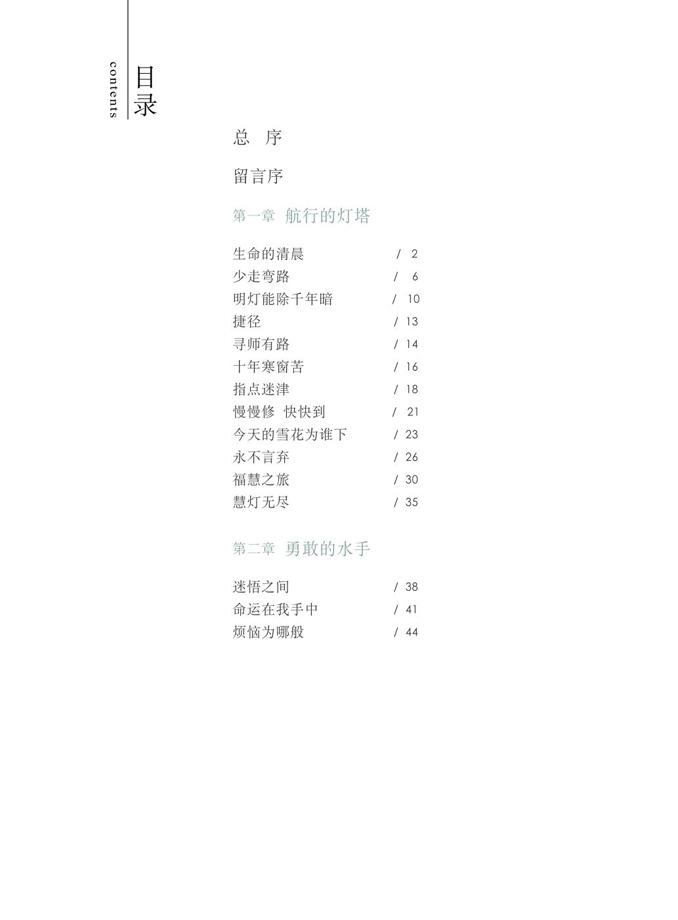 目录
contents
总 序
留言序
第一章 航行的灯塔
生命的清晨 / 2
少走弯路 / 6
明灯能除千年暗 / 10
捷径 / 13
寻师有路 / 14
十年寒窗苦 / 16
指点迷津 / 18
慢慢修 快快到 / 21
今天的雪花为谁下 / 23
永不言弃 / 26
福慧之旅 / 30
慧灯无尽 / 35
第二章 勇敢的水手
迷悟之间 / 38
命运在我手中 / 41
烦恼为哪般 / 44